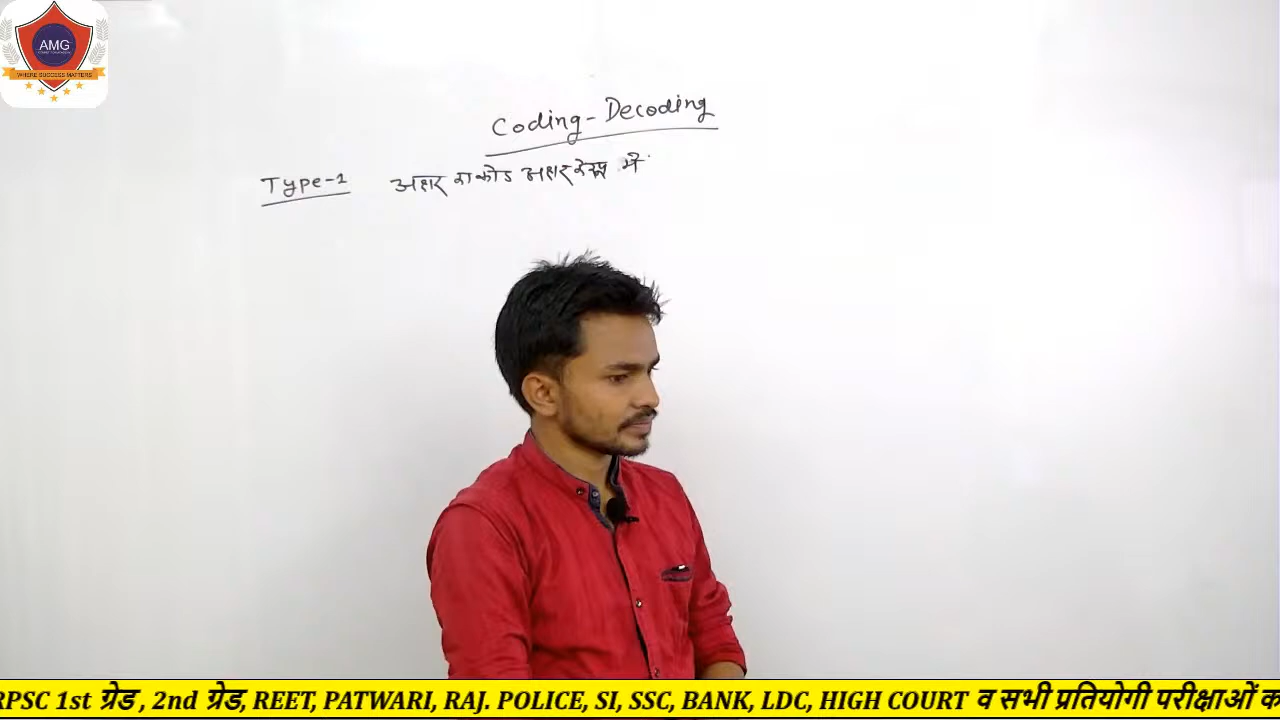 AMG
WHERE SUCCESS MATTERS
Coding-Decoding
Type-1 अक्षर का कोड अक्षर के रूप में
RPSC 1st ग्रेड, 2nd ग्रेड, REET, PATWARI, RAJ. POLICE, SI, SSC, BANK, LDC, HIGH COURT व सभी प्रतियोगी परीक्षाओं क